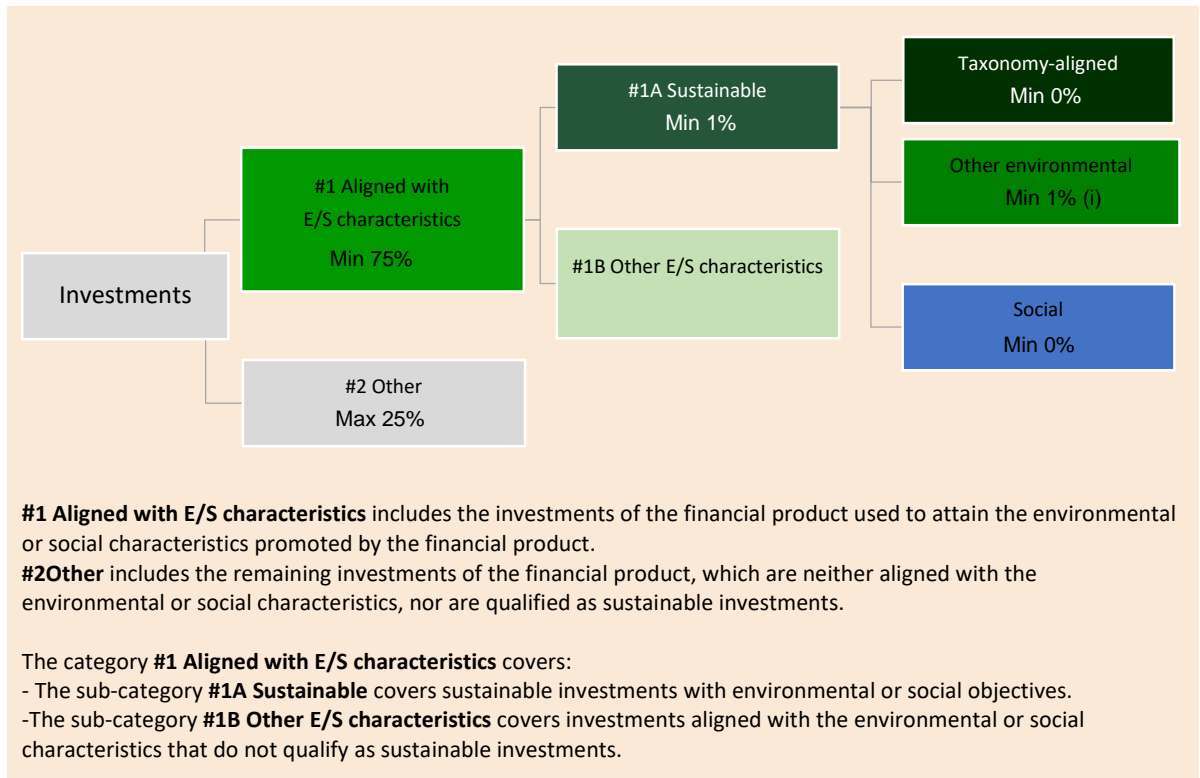 Investments
#1 Aligned with
E/S characteristics
Min 75%
#2 Other
Max 25%
#1A Sustainable
Min 1%
#1B Other E/S characteristics
Taxonomy-aligned
Min 0%
Other environmental
Min 1% (i)
Social
Min 0%
#1 Aligned with E/S characteristics includes the investments of the financial product used to attain the environmental
or social characteristics promoted by the financial product.
#2Other includes the remaining investments of the financial product, which are neither aligned with the
environmental or social characteristics, nor are qualified as sustainable investments.
The category #1 Aligned with E/S characteristics covers:
- The sub-category #1A Sustainable covers sustainable investments with environmental or social objectives.
-The sub-category #1B Other E/S characteristics covers investments aligned with the environmental or social
characteristics that do not qualify as sustainable investments.